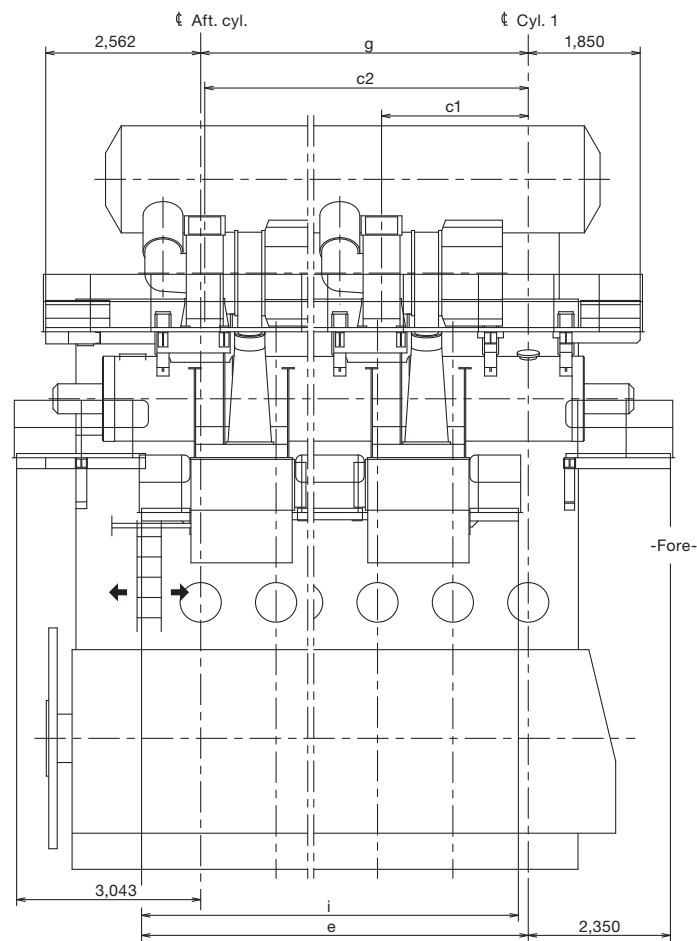 ℄ Aft. cyl.
℄ Cyl. 1
2,562
g
1,850
c2
c1
-Fore-
3,043
i
e
2,350